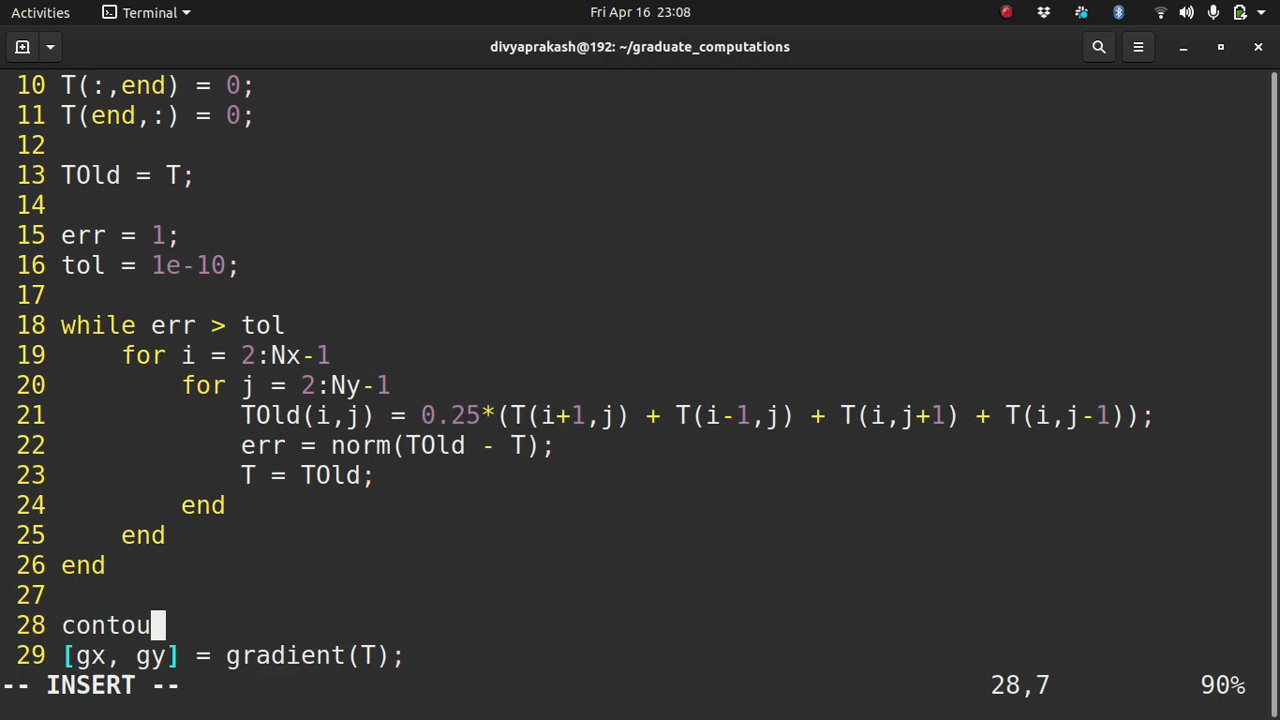 Activities Terminal Fri Apr 16 23:08
divyaprakash@192: ~/graduate_computations
10 T(:,end) = 0;
11 T(end,:) = 0;
12
13 TOld = T;
14
15 err = 1;
16 tol = 1e-10;
17
18 while err > tol
19     for i = 2:Nx-1
20         for j = 2:Ny-1
21             TOld(i,j) = 0.25*(T(i+1,j) + T(i-1,j) + T(i,j+1) + T(i,j-1));
22             err = norm(TOld - T);
23             T = TOld;
24         end
25     end
26 end
27
28 contou
29 [gx, gy] = gradient(T);
-- INSERT -- 28,7 90%